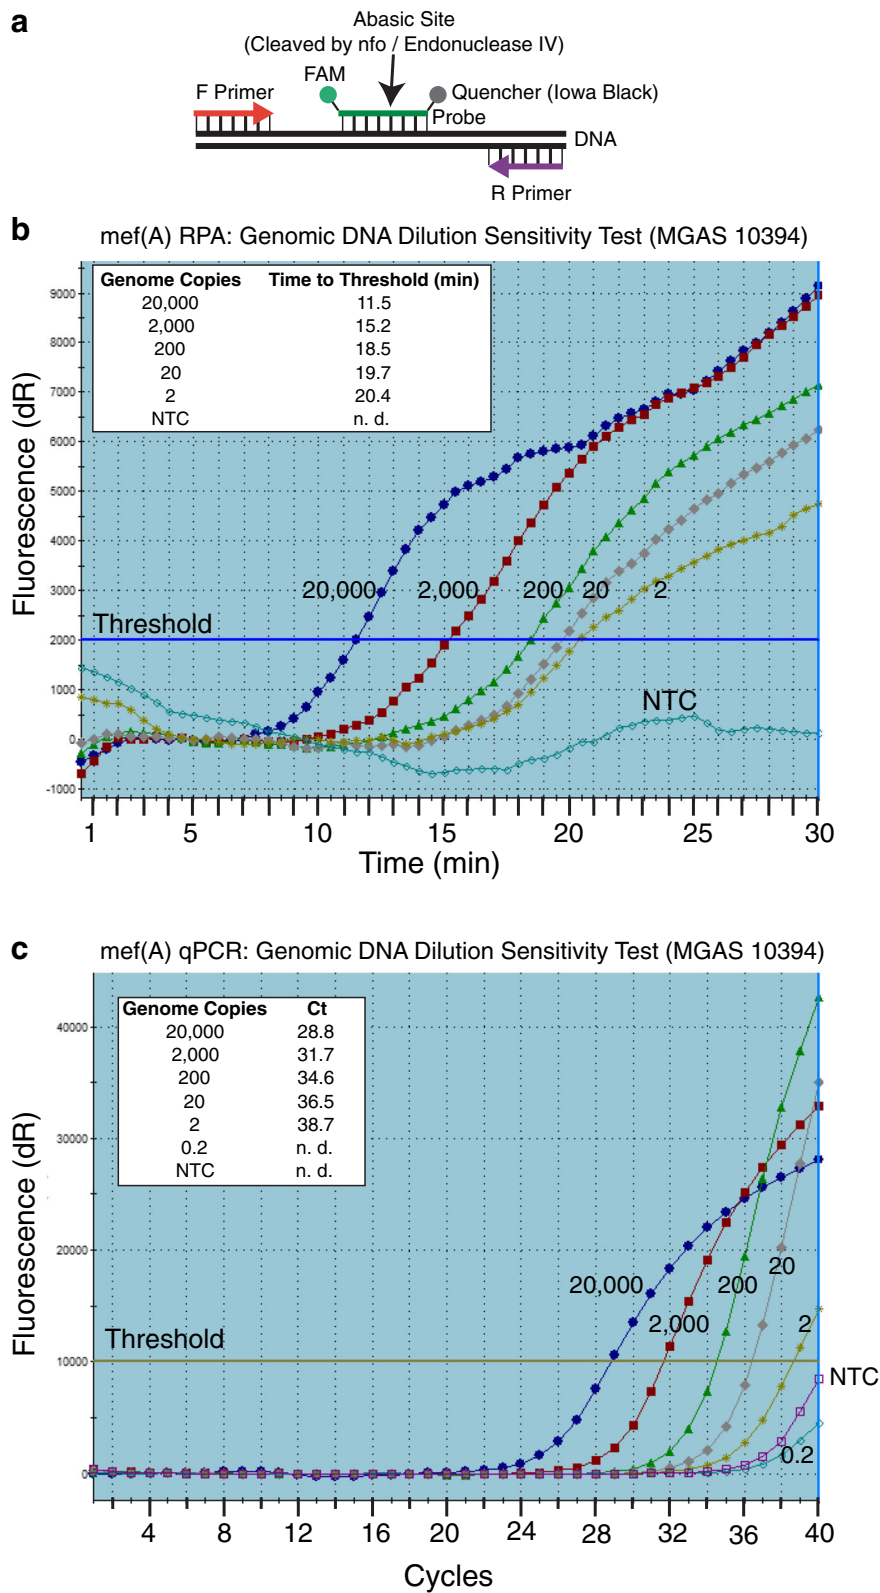 a
Abasic Site
(Cleaved by nfo / Endonuclease IV)
FAM
F Primer
Quencher (Iowa Black)
Probe
DNA
R Primer
b
mef(A) RPA: Genomic DNA Dilution Sensitivity Test (MGAS 10394)
Genome Copies Time to Threshold (min)
20,000 11.5
2,000 15.2
200 18.5
20 19.7
2 20.4
NTC n. d.
Fluorescence (dR)
9000
8000
7000
6000
5000
4000
3000
2000
1000
0
-1000
20,000 2,000 200 20 2
Threshold
NTC
1 5 10 15 20 25 30
Time (min)
c
mef(A) qPCR: Genomic DNA Dilution Sensitivity Test (MGAS 10394)
Genome Copies Ct
20,000 28.8
2,000 31.7
200 34.6
20 36.5
2 38.7
0.2 n. d.
NTC n. d.
Fluorescence (dR)
40000
30000
20000
10000
0
20,000 2,000 200 20 2
Threshold
NTC
0.2
4 8 12 16 20 24 28 32 36 40
Cycles